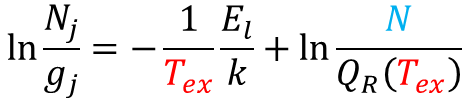 ln N_j/g_j = − 1/T_ex E_l/k + ln N/Q_R(T_ex)